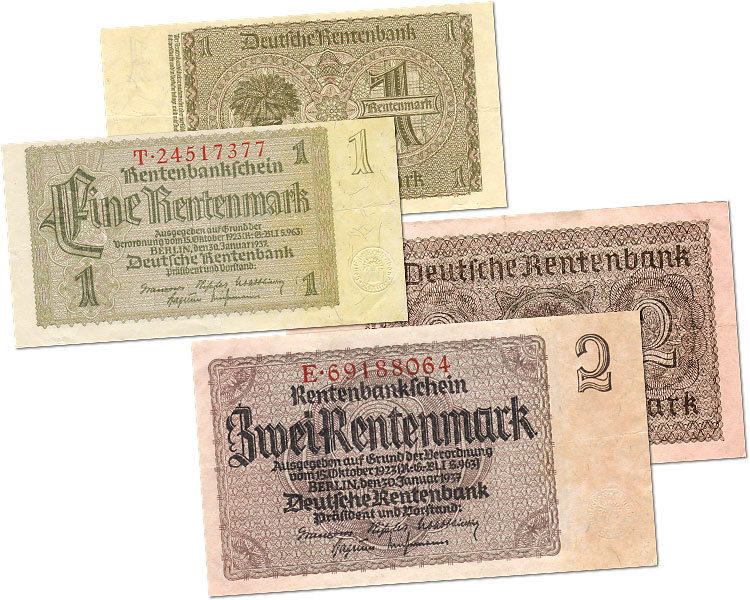 1 Deutsche Rentenbank 1
1
Rentenmark
1
T·24517377
Rentenbankschein
Eine Rentenmark
Ausgegeben auf Grund der
Verordnung vom 15. Oktober 1923 (R.-G.-Bl. I S. 963)
BERLIN, den 30. Januar 1937
Deutsche Rentenbank
Präsident und Vorstand:
1
1
1
1
Deutsche Rentenbank
2
E·69188064
Rentenbankschein
Zwei Rentenmark
Ausgegeben auf Grund der Verordnung
vom 15. Oktober 1923 (R.-G.-Bl. I S. 963)
BERLIN, den 30. Januar 1937
Deutsche Rentenbank
Präsident und Vorstand:
2